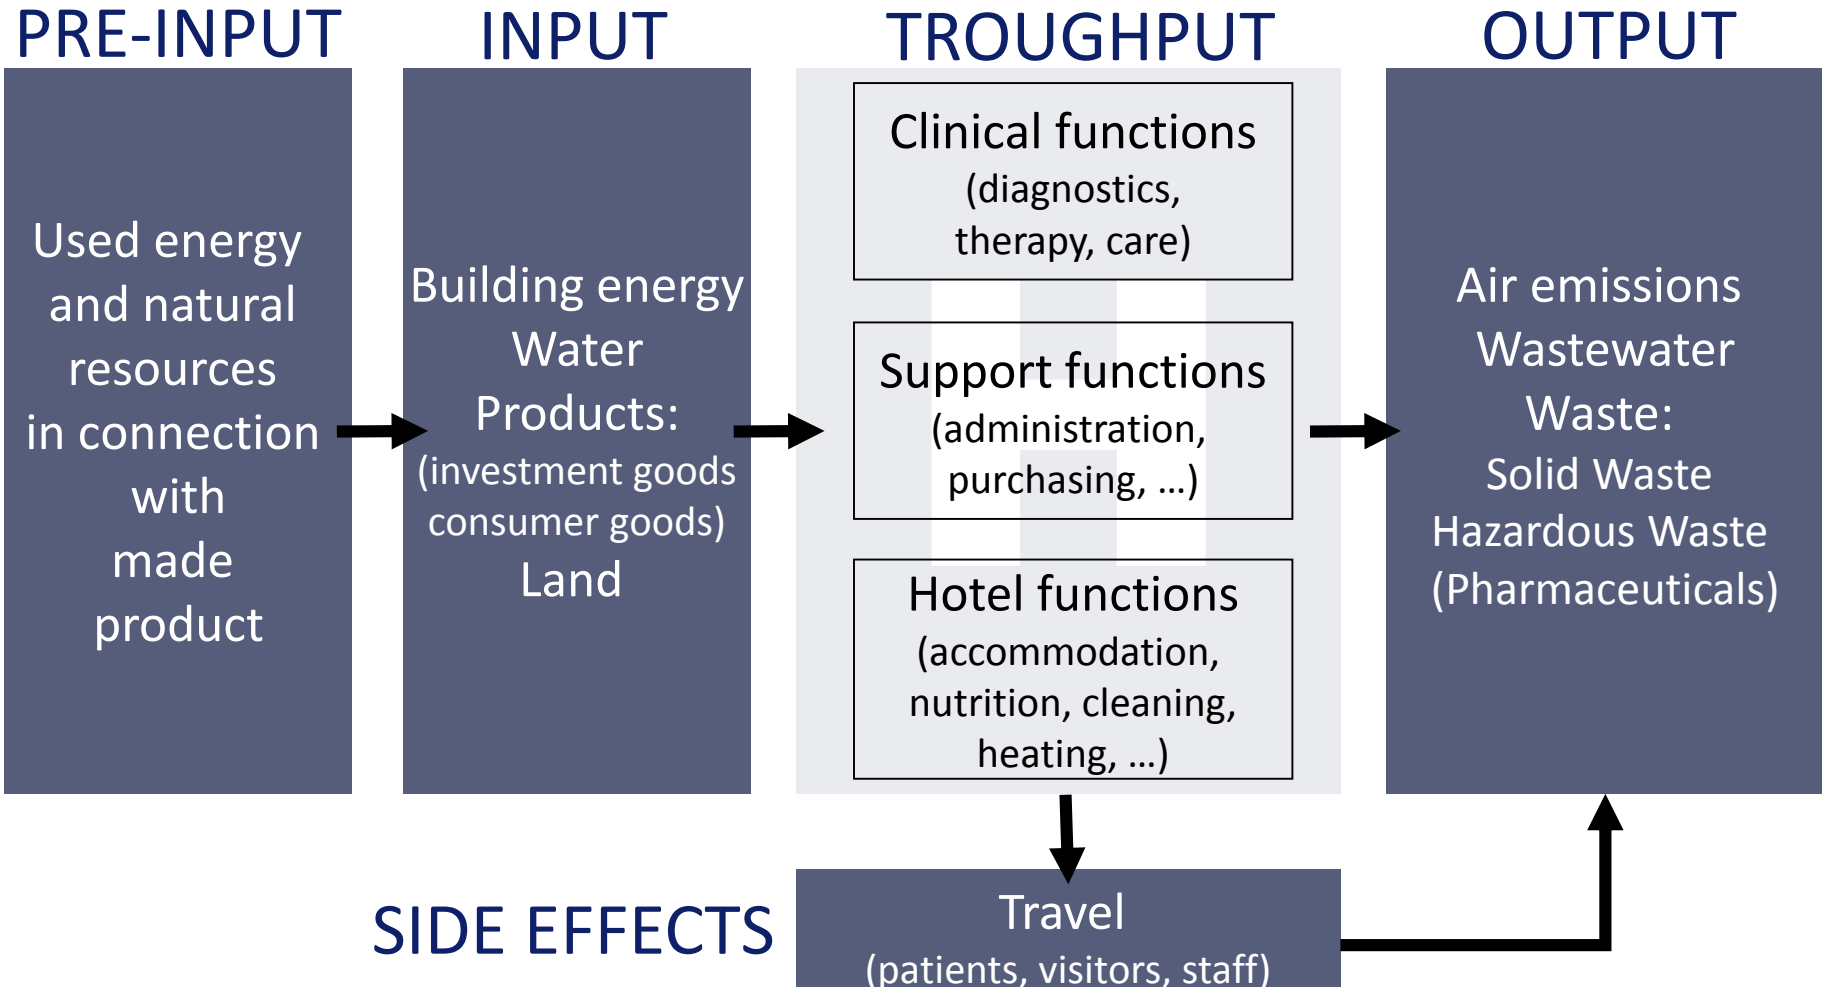 PRE-INPUT
Used energy
and natural
resources
in connection
with
made
product
INPUT
Building energy
Water
Products:
(investment goods
consumer goods)
Land
TROUGHPUT
Clinical functions
(diagnostics,
therapy, care)
Support functions
(administration,
purchasing, …)
Hotel functions
(accommodation,
nutrition, cleaning,
heating, …)
OUTPUT
Air emissions
Wastewater
Waste:
Solid Waste
Hazardous Waste
(Pharmaceuticals)
SIDE EFFECTS
Travel
(patients, visitors, staff)